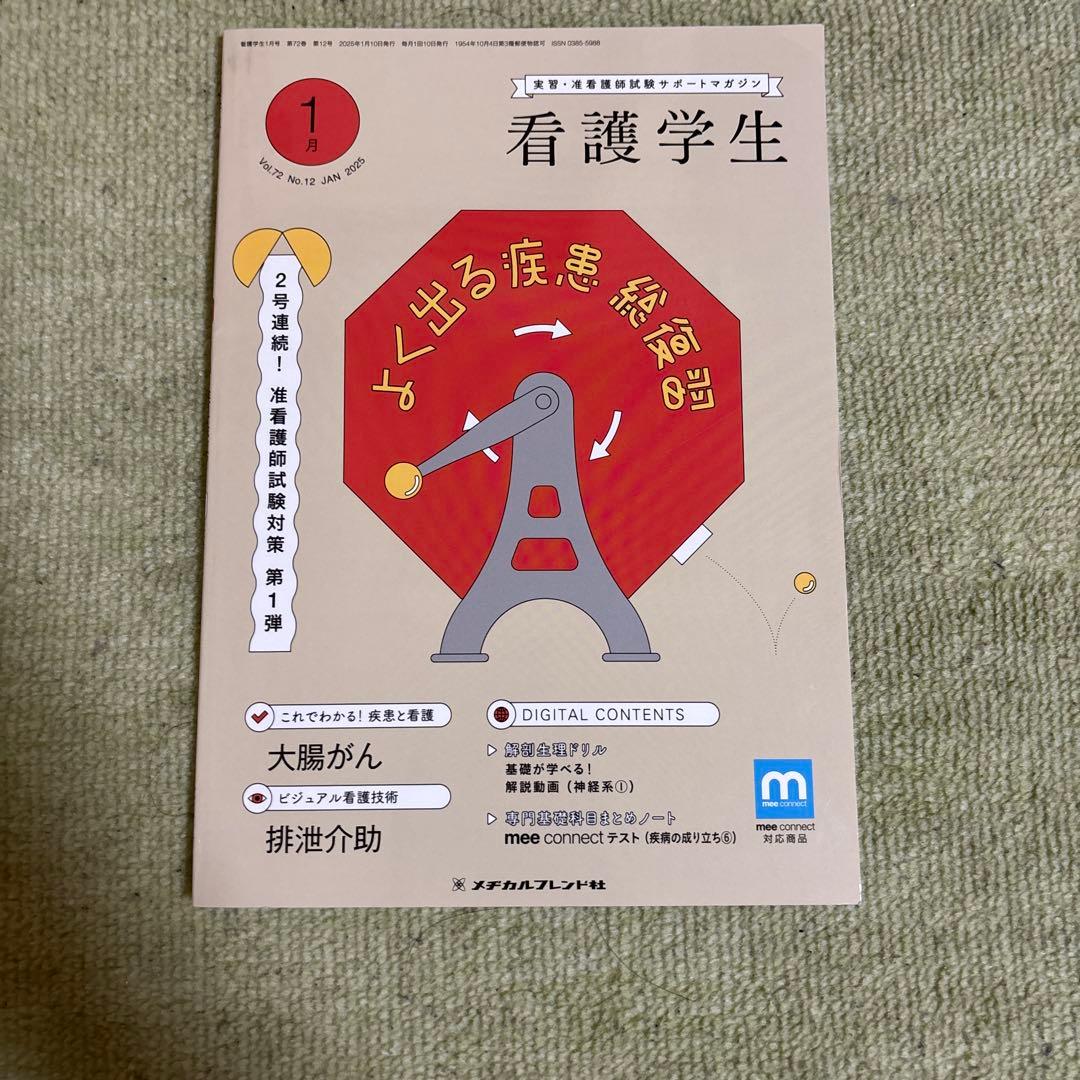 看護学生1月号 第72巻 第12号 2025年1月10日発行 毎月1回10日発行 1954年10月4日第3種郵便物認可 ISSN 0385-5988
実習・准看護師試験サポートマガジン
看護学生
1
月
Vol.72 No.12 JAN 2025
よく出る疾患 総復習
2号連続! 准看護師試験対策 第1弾
これでわかる! 疾患と看護
大腸がん
ビジュアル看護技術
排泄介助
DIGITAL CONTENTS
解剖生理ドリル
基礎が学べる!
解説動画(神経系①)
専門基礎科目まとめノート
mee connect テスト(疾病の成り立ち⑥)
m
mee connect
mee connect
対応商品
メヂカルフレンド社